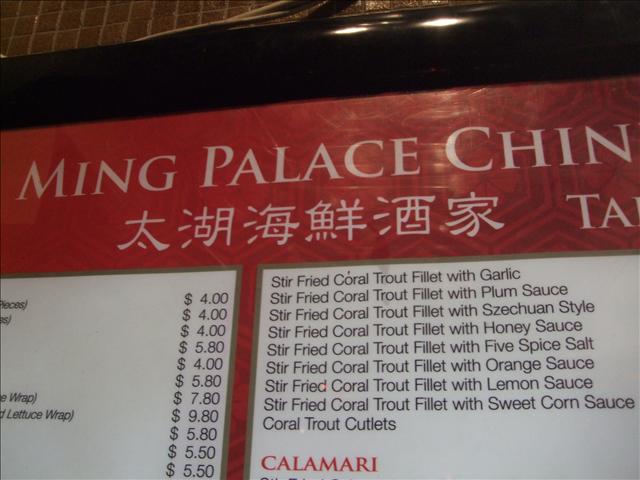 MING PALACE CHIN
太湖海鮮酒家 TA
Pieces)
$ 4.00
$ 4.00
$ 4.00
$ 5.80
$ 4.00
$ 5.80
e Wrap) $ 7.80
d Lettuce Wrap) $ 9.80
$ 5.80
$ 5.50
$ 5.50
Stir Fried Coral Trout Fillet with Garlic
Stir Fried Coral Trout Fillet with Plum Sauce
Stir Fried Coral Trout Fillet with Szechuan Style
Stir Fried Coral Trout Fillet with Honey Sauce
Stir Fried Coral Trout Fillet with Five Spice Salt
Stir Fried Coral Trout Fillet with Orange Sauce
Stir Fried Coral Trout Fillet with Lemon Sauce
Stir Fried Coral Trout Fillet with Sweet Corn Sauce
Coral Trout Cutlets
CALAMARI